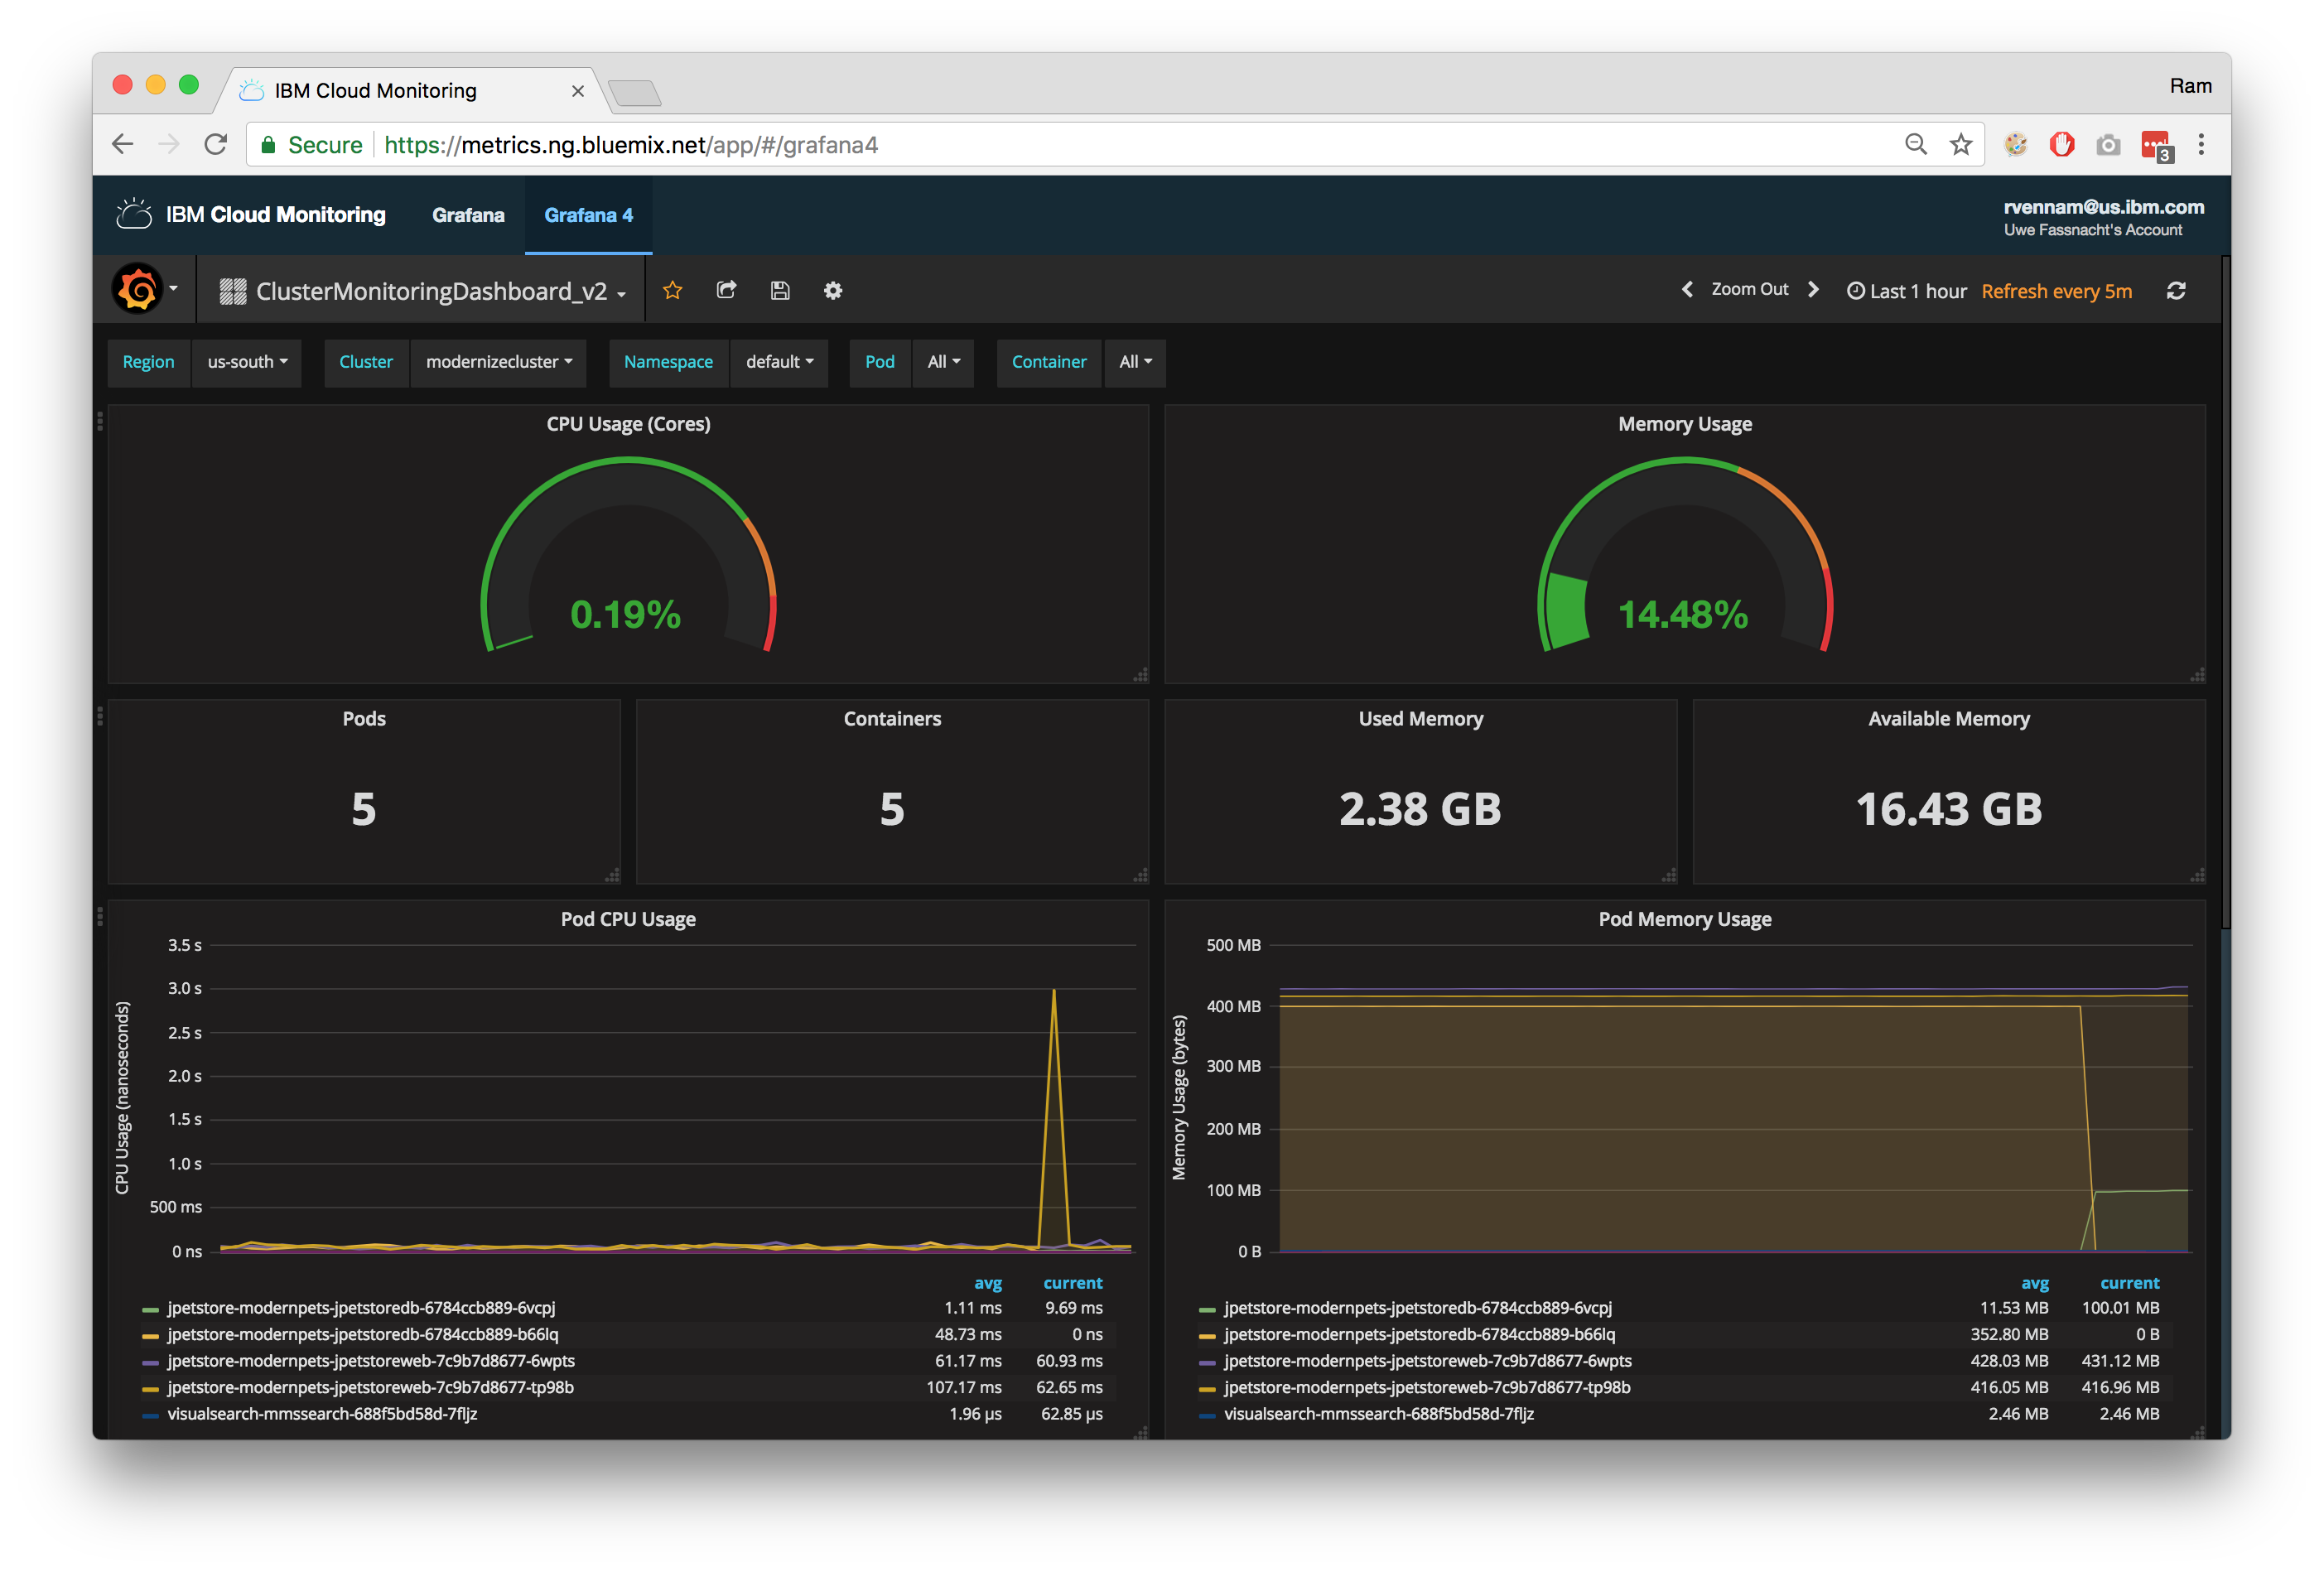 IBM Cloud Monitoring
Ram
Secure https://metrics.ng.bluemix.net/app/#/grafana4
3
IBM Cloud Monitoring Grafana Grafana 4
rvennam@us.ibm.com
Uwe Fassnacht's Account
ClusterMonitoringDashboard_v2
Zoom Out Last 1 hour Refresh every 5m
Region us-south Cluster modernizecluster Namespace default Pod All Container All
CPU Usage (Cores)
0.19%
Memory Usage
14.48%
Pods
5
Containers
5
Used Memory
2.38 GB
Available Memory
16.43 GB
Pod CPU Usage
CPU Usage (nanoseconds)
3.5 s
3.0 s
2.5 s
2.0 s
1.5 s
1.0 s
500 ms
0 ns
avg current
jpetstore-modernpets-jpetstoredb-6784ccb889-6vcpj 1.11 ms 9.69 ms
jpetstore-modernpets-jpetstoredb-6784ccb889-b66lq 48.73 ms 0 ns
jpetstore-modernpets-jpetstoreweb-7c9b7d8677-6wpts 61.17 ms 60.93 ms
jpetstore-modernpets-jpetstoreweb-7c9b7d8677-tp98b 107.17 ms 62.65 ms
visualsearch-mmssearch-688f5bd58d-7fljz 1.96 µs 62.85 µs
Pod Memory Usage
Memory Usage (bytes)
500 MB
400 MB
300 MB
200 MB
100 MB
0 B
avg current
jpetstore-modernpets-jpetstoredb-6784ccb889-6vcpj 11.53 MB 100.01 MB
jpetstore-modernpets-jpetstoredb-6784ccb889-b66lq 352.80 MB 0 B
jpetstore-modernpets-jpetstoreweb-7c9b7d8677-6wpts 428.03 MB 431.12 MB
jpetstore-modernpets-jpetstoreweb-7c9b7d8677-tp98b 416.05 MB 416.96 MB
visualsearch-mmssearch-688f5bd58d-7fljz 2.46 MB 2.46 MB